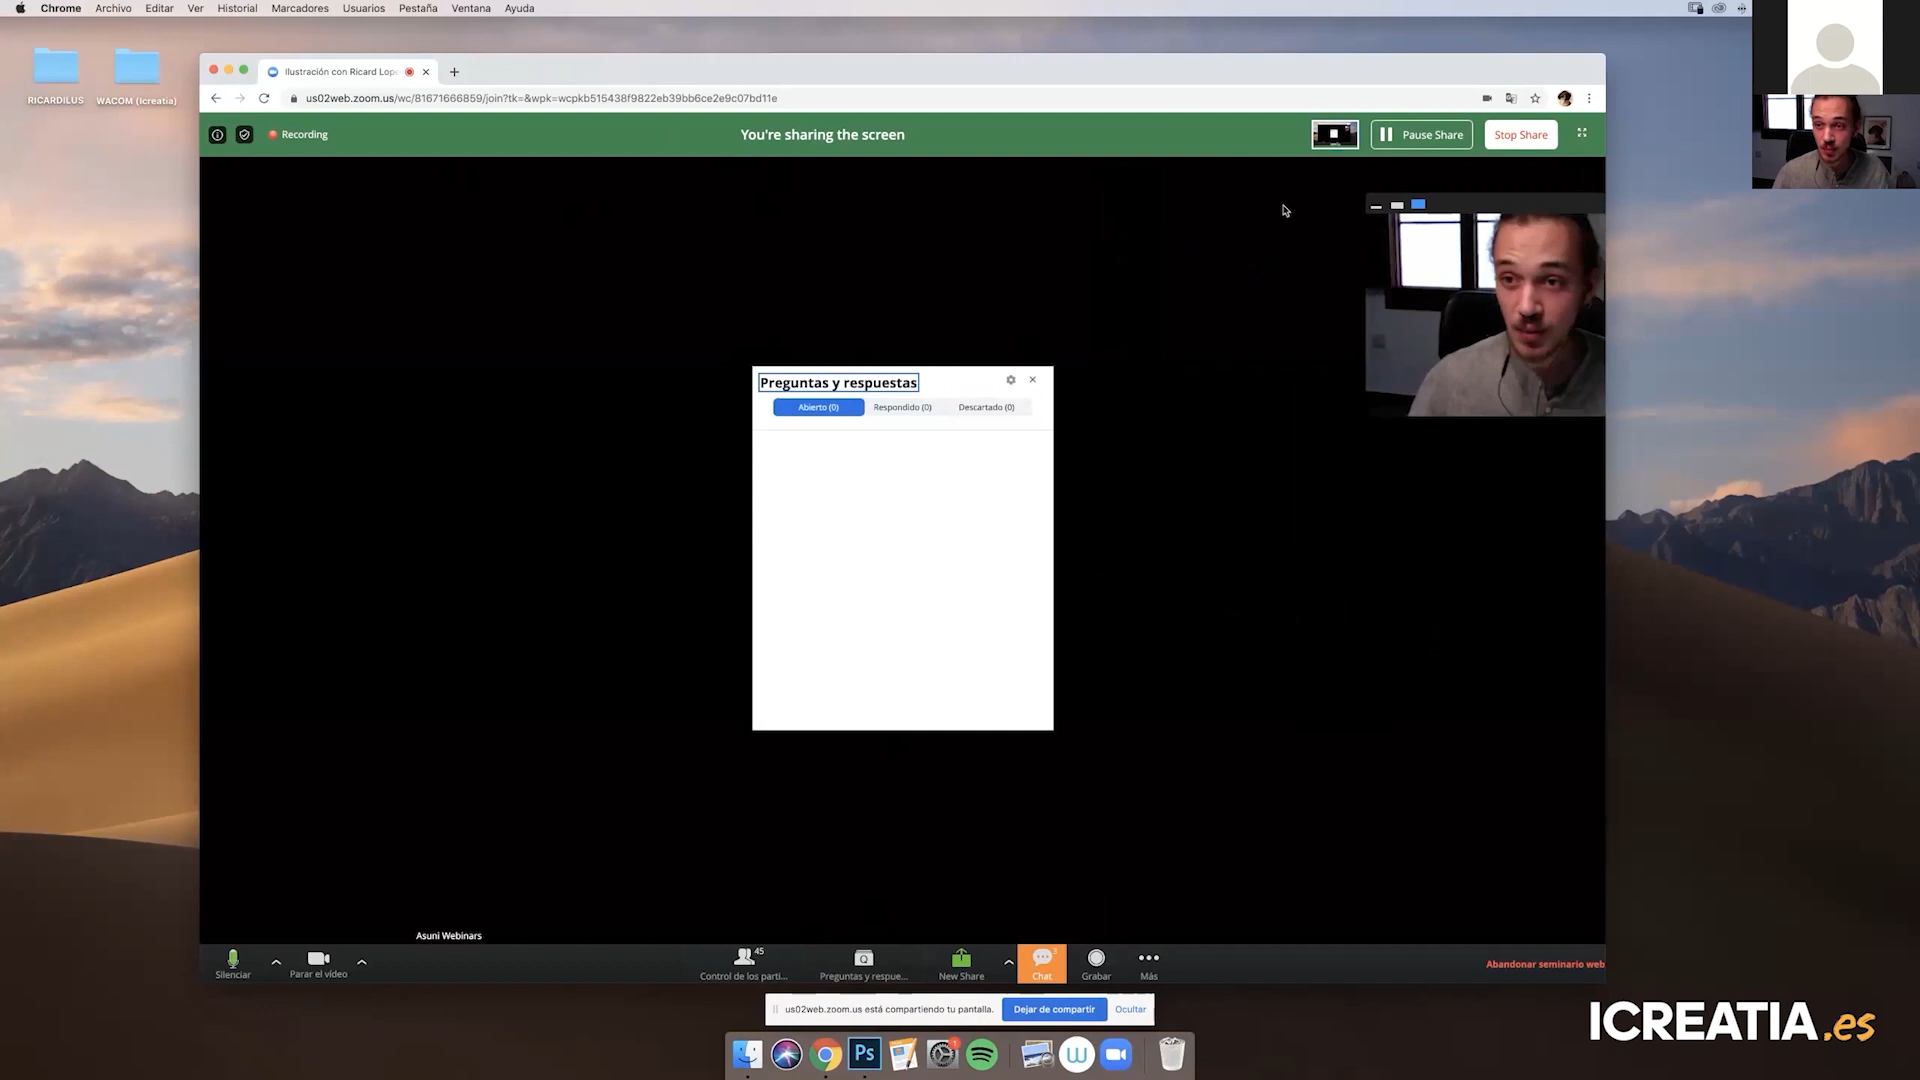 Chrome Archivo Editar Ver Historial Marcadores Usuarios Pestaña Ventana Ayuda
RICARDILUS
WACOM (Icreatia)
Ilustración con Ricard Lop
us02web.zoom.us/wc/81671666859/join?tk=&wpk=wcpkb515438f9822eb39bb6ce2e9c07bd11e
Recording
You're sharing the screen
Pause Share
Stop Share
Preguntas y respuestas
Abierto (0) Respondido (0) Descartado (0)
Asuni Webinars
Silenciar
Parar el vídeo
45
Control de los parti...
Q
Preguntas y respue...
New Share
Chat
Grabar
Más
Abandonar seminario web
us02web.zoom.us está compartiendo tu pantalla.
Dejar de compartir
Ocultar
Ps
1
ICREATIA.es